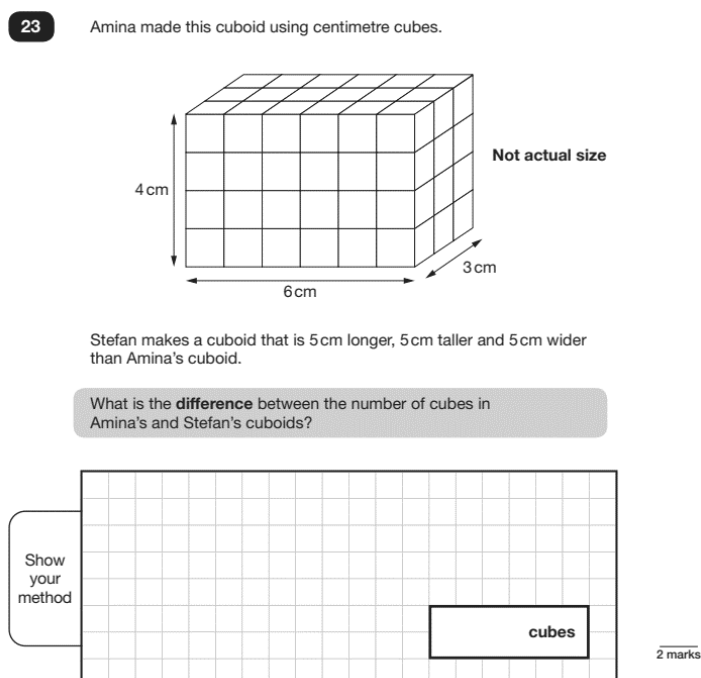 23
Amina made this cuboid using centimetre cubes.
Not actual size
4 cm
3 cm
6 cm
Stefan makes a cuboid that is 5 cm longer, 5 cm taller and 5 cm wider
than Amina's cuboid.
What is the difference between the number of cubes in
Amina's and Stefan's cuboids?
Show
your
method
cubes
2 marks